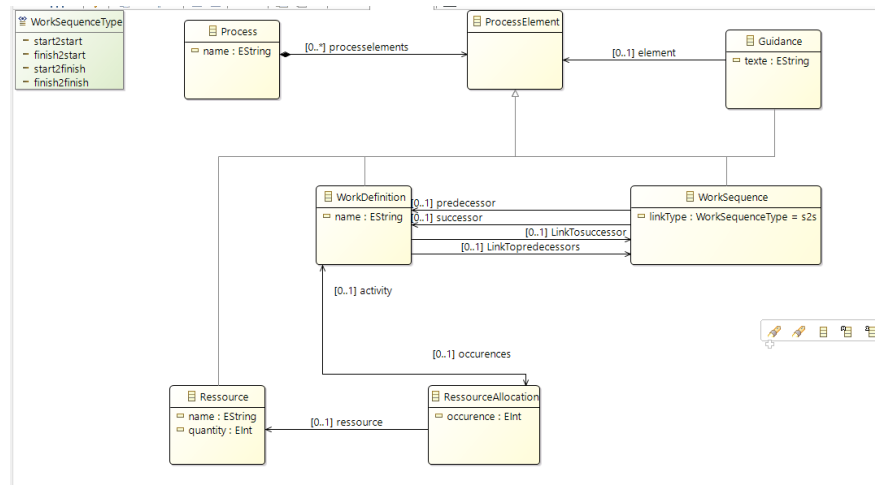 WorkSequenceType
start2start
finish2start
start2finish
finish2finish
Process
name : EString
[0..*] processelements
ProcessElement
[0..1] element
Guidance
texte : EString
WorkDefinition
name : EString
[0..1] predecessor
[0..1] successor
[0..1] LinkTosuccessor
[0..1] LinkTopredecessors
WorkSequence
linkType : WorkSequenceType = s2s
[0..1] activity
[0..1] occurences
Ressource
name : EString
quantity : EInt
[0..1] ressource
RessourceAllocation
occurence : EInt